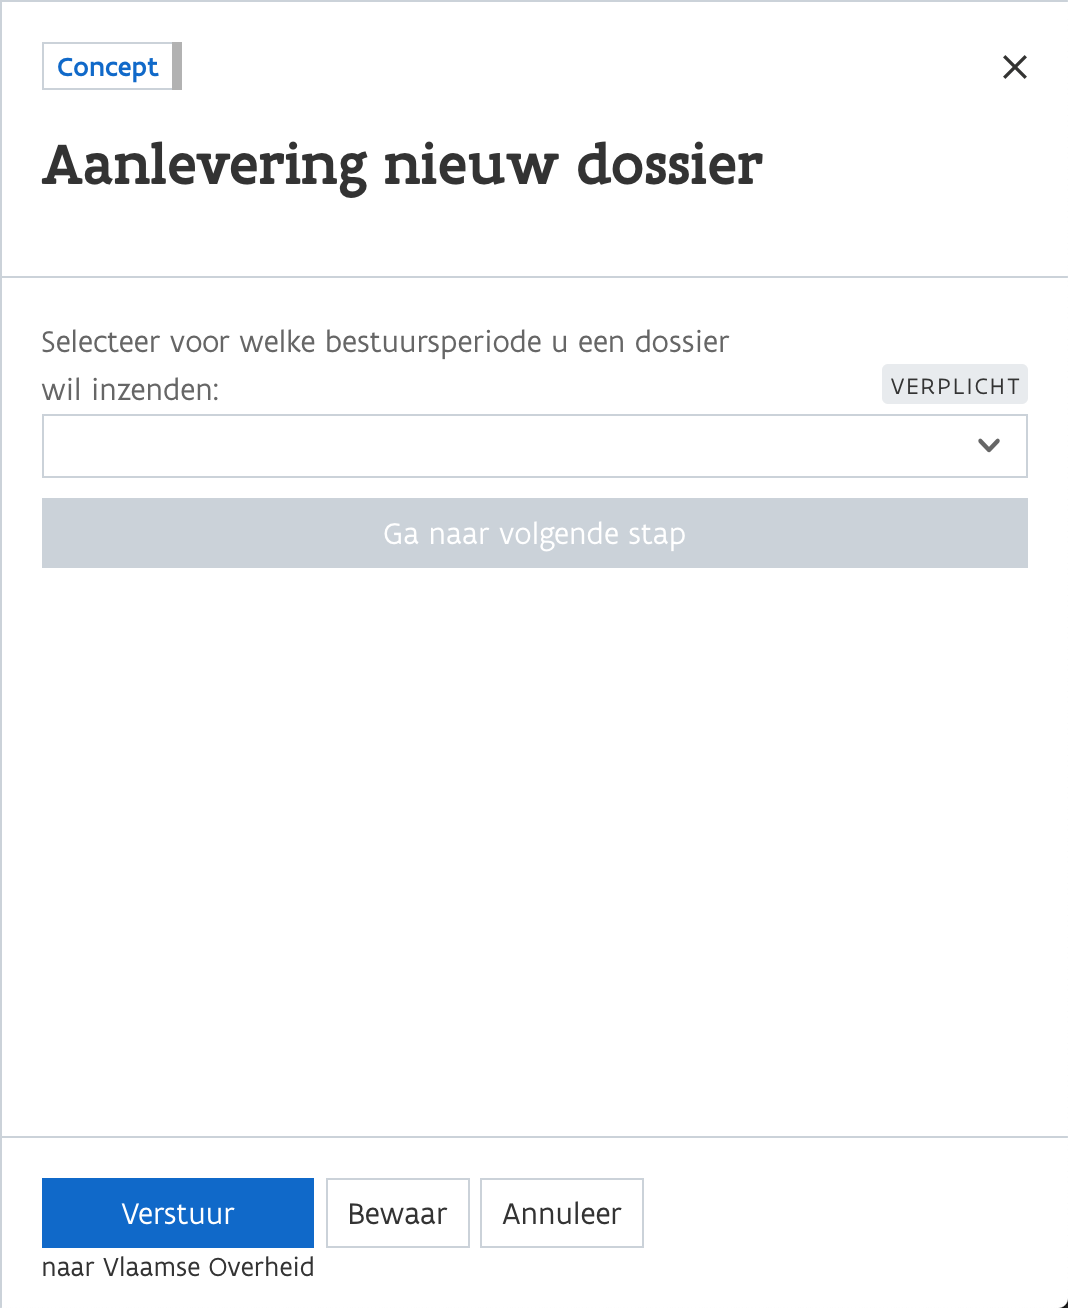 Concept
Aanlevering nieuw dossier
Selecteer voor welke bestuursperiode u een dossier
wil inzenden:
VERPLICHT
Ga naar volgende stap
Verstuur
Bewaar
Annuleer
naar Vlaamse Overheid